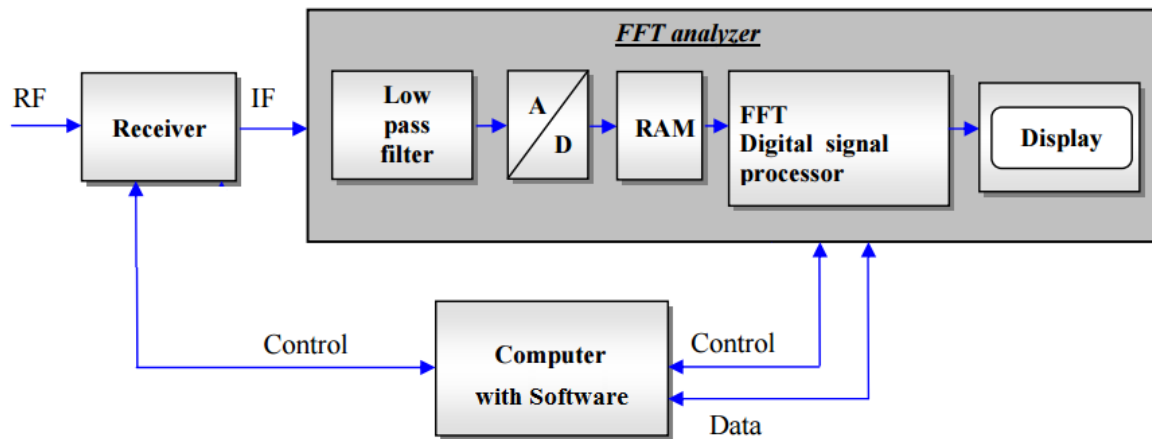 FFT analyzer
RF
Receiver
IF
Low
pass
filter
A
D
RAM
FFT
Digital signal
processor
Display
Control
Computer
with Software
Control
Data